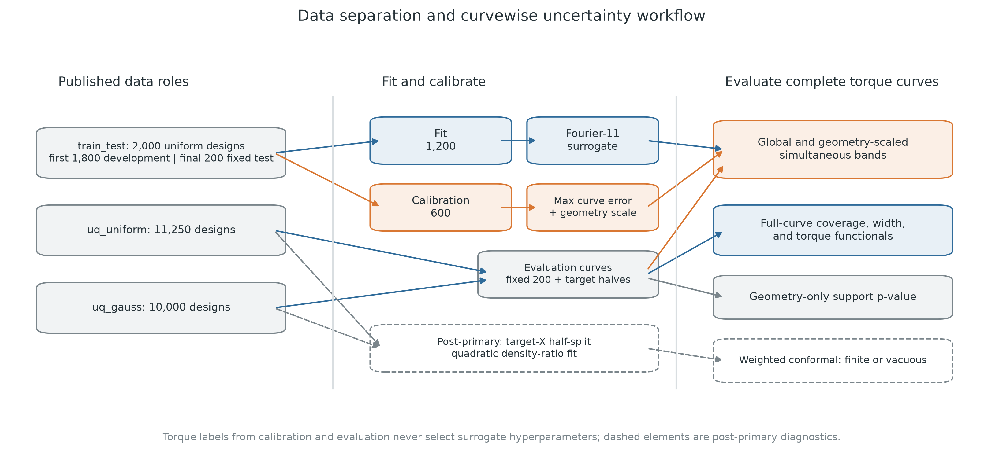 Data separation and curvewise uncertainty workflow
Published data roles
Fit and calibrate
Evaluate complete torque curves
train_test: 2,000 uniform designs
first 1,800 development | final 200 fixed test
uq_uniform: 11,250 designs
uq_gauss: 10,000 designs
Fit
1,200
Fourier-11
surrogate
Calibration
600
Max curve error
+ geometry scale
Evaluation curves
fixed 200 + target halves
Post-primary: target-X half-split
quadratic density-ratio fit
Global and geometry-scaled
simultaneous bands
Full-curve coverage, width,
and torque functionals
Geometry-only support p-value
Weighted conformal: finite or vacuous
Torque labels from calibration and evaluation never select surrogate hyperparameters; dashed elements are post-primary diagnostics.